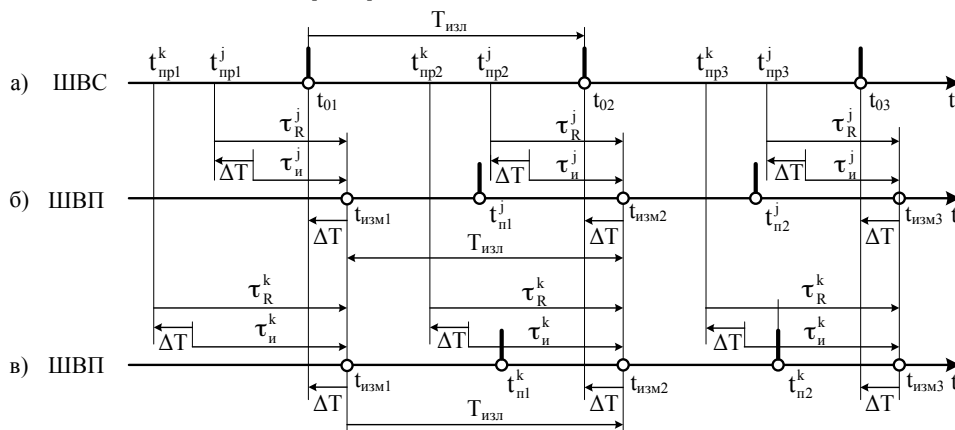 T_изл
t^k_пр1 t^j_пр1 t^k_пр2 t^j_пр2 t^k_пр3 t^j_пр3
а) ШВС t_01 t_02 t_03 t
τ^j_R τ^j_R τ^j_R
ΔT τ^j_и ΔT τ^j_и ΔT τ^j_и
б) ШВП t_изм1 t^j_п1 t_изм2 t^j_п2 t_изм3 t
ΔT ΔT ΔT
T_изл
τ^k_R τ^k_R τ^k_R
ΔT τ^k_и ΔT τ^k_и ΔT τ^k_и
в) ШВП t_изм1 t^k_п1 t_изм2 t^k_п2 t_изм3 t
ΔT ΔT ΔT
T_изл